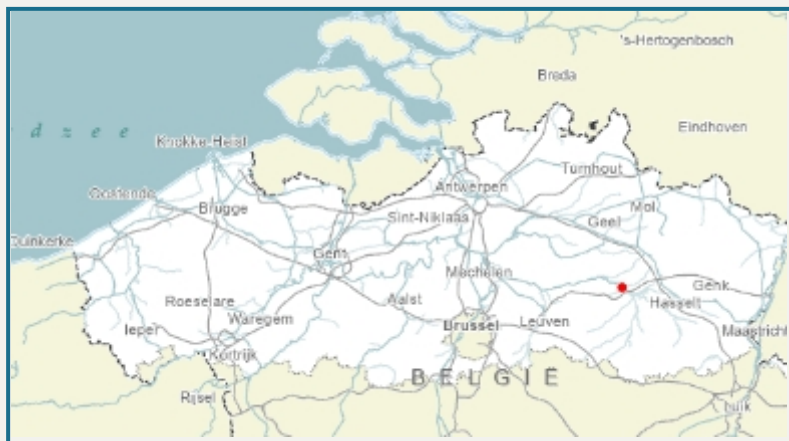 's-Hertogenbosch
Breda
Eindhoven
d z e e
Knokke-Heist
Turnhout
Antwerpen
Oostende
Brugge
Sint-Niklaas
Geel
Mol
Duinkerke
Gent
Mechelen
Genk
Roeselare
Aalst
Hasselt
Ieper
Waregem
Brussel
Leuven
Maastricht
Kortrijk
BELGIË
Rijsel
Luik